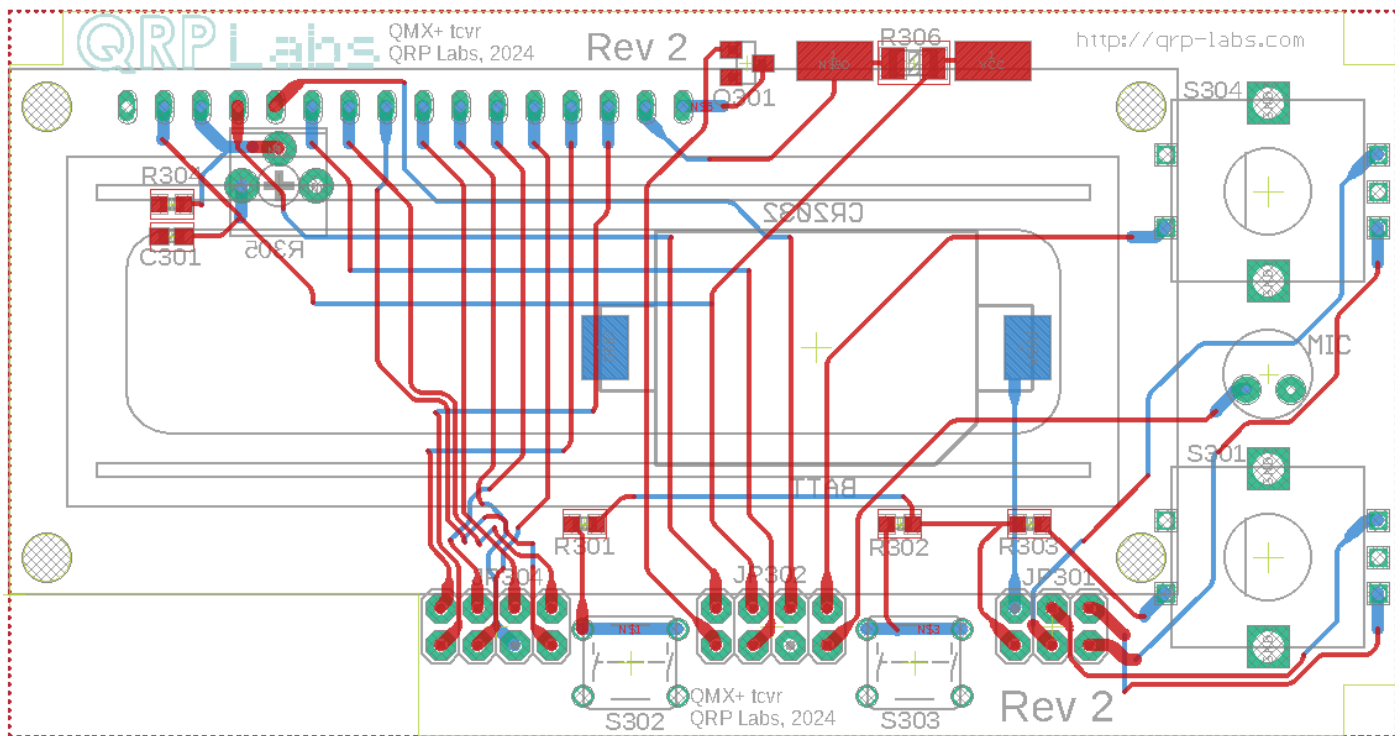 QRP Labs
QMX+ tcvr
QRP Labs, 2024
Rev 2
R306
http://qrp-labs.com
Q301
S304
R304
CR2032
C301
R305
MIC
S301
BATT
R301
R302
R303
JP304
JP302
JP301
N$1
N$3
QMX+ tcvr
QRP Labs, 2024
Rev 2
S302
S303